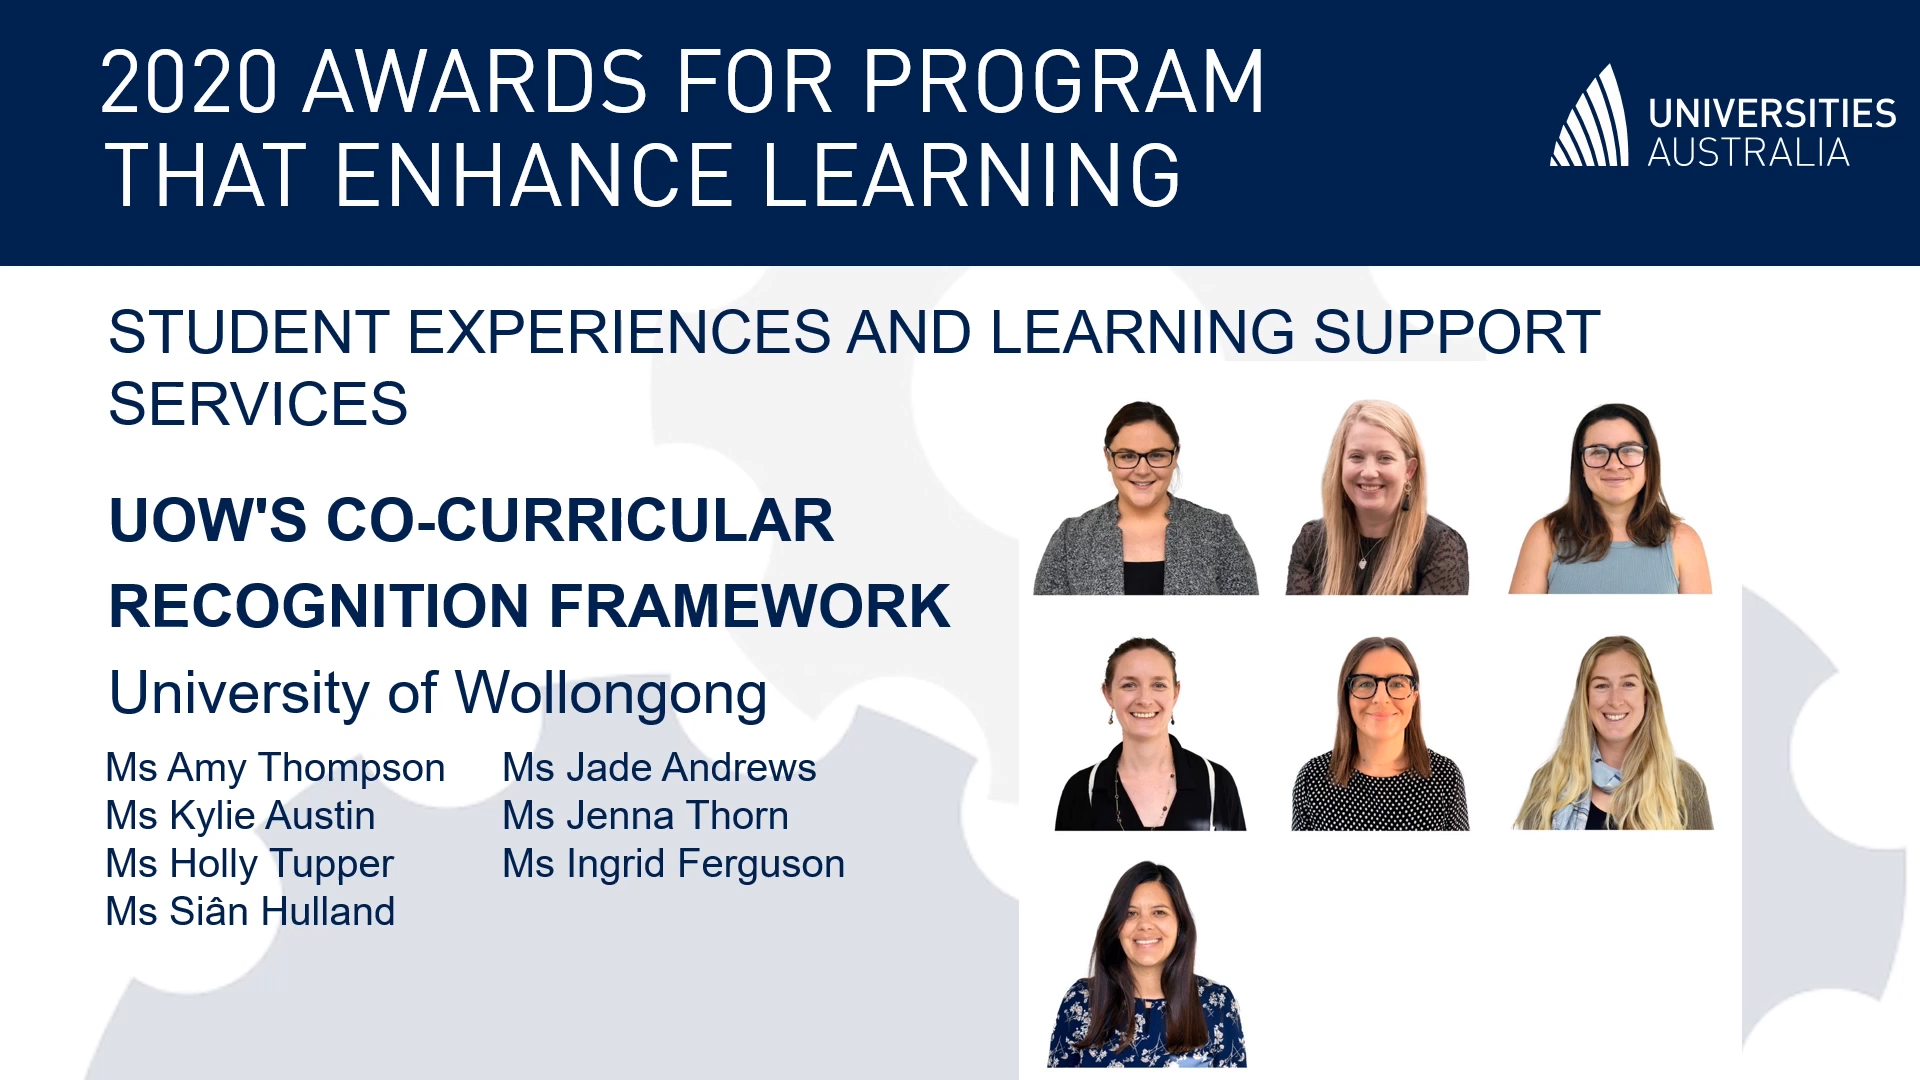 2020 AWARDS FOR PROGRAM
THAT ENHANCE LEARNING
UNIVERSITIES
AUSTRALIA
STUDENT EXPERIENCES AND LEARNING SUPPORT
SERVICES
UOW'S CO-CURRICULAR
RECOGNITION FRAMEWORK
University of Wollongong
Ms Amy Thompson
Ms Kylie Austin
Ms Holly Tupper
Ms Siân Hulland
Ms Jade Andrews
Ms Jenna Thorn
Ms Ingrid Ferguson